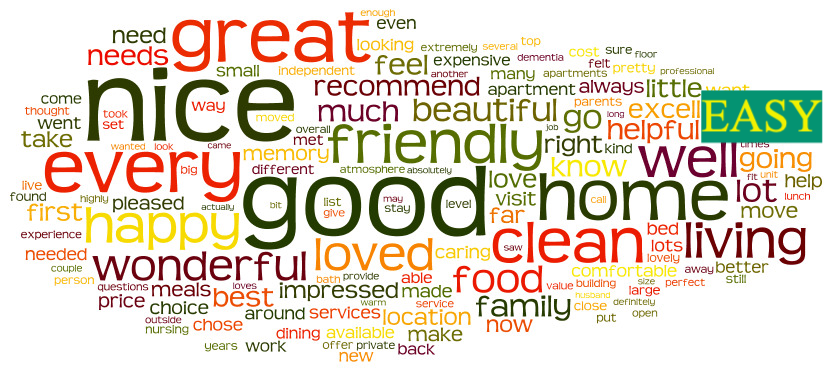 enough
need great even
needs looking extremely several top
small independent feel expensive cost sure floor
felt dementia
nice another many apartments pretty professional
come way recommend apartment always little want
thought took moved much beautiful go parents excell EASY
went set overall job long helpful
take met friendly right kind well times
wanted look came memory atmosphere absolutely know going
every big different love unit
live highly good home call fit lunch help
found pleased bit list may level visit lot
first happy actually give stay far move
experience loved saw clean bed living
needed wonderful caring lots lovely
couple loves bath provide able food comfortable away better
person questions meals impressed warm made value building size perfect still
price best service family husband large definitely
outside choice around services location close open
nursing chose dining available make now put
years work offer private back
new